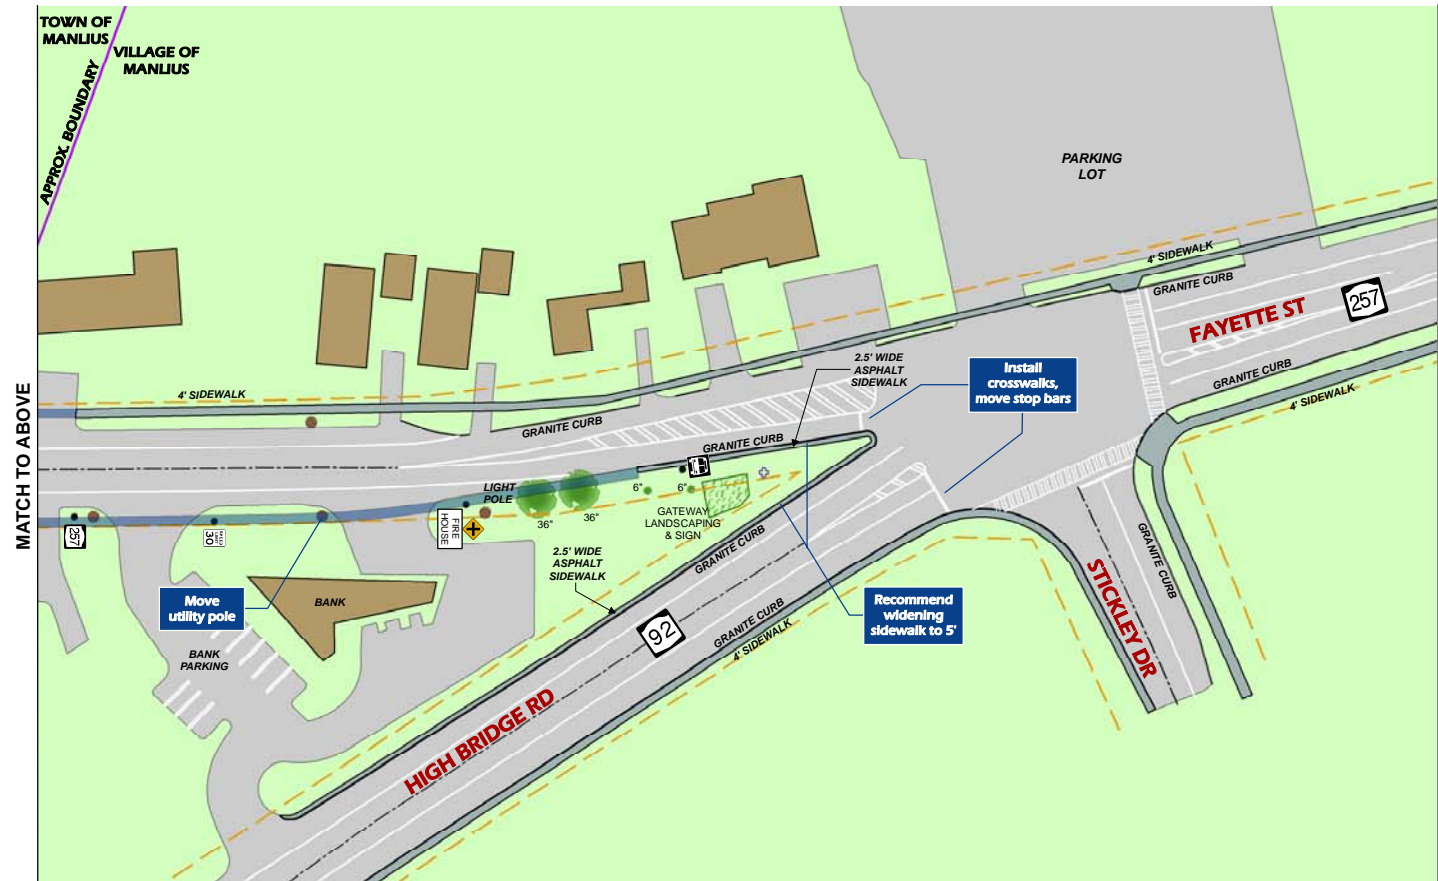 TOWN OF
MANLIUS
VILLAGE OF
MANLIUS
APPROX. BOUNDARY
PARKING
LOT
4' SIDEWALK
GRANITE CURB
FAYETTE ST
257
GRANITE CURB
4' SIDEWALK
2.5' WIDE
ASPHALT
SIDEWALK
Install
crosswalks,
move stop bars
4' SIDEWALK
GRANITE CURB
GRANITE CURB
MATCH TO ABOVE
LIGHT
POLE
6"
6"
36"
36"
GATEWAY
LANDSCAPING
& SIGN
257
30
FIRE
HOUSE
GRANITE CURB
2.5' WIDE
ASPHALT
SIDEWALK
Move
utility pole
BANK
BANK
PARKING
92
GRANITE CURB
4' SIDEWALK
HIGH BRIDGE RD
Recommend
widening
sidewalk to 5'
STICKLEY DR
GRANITE CURB